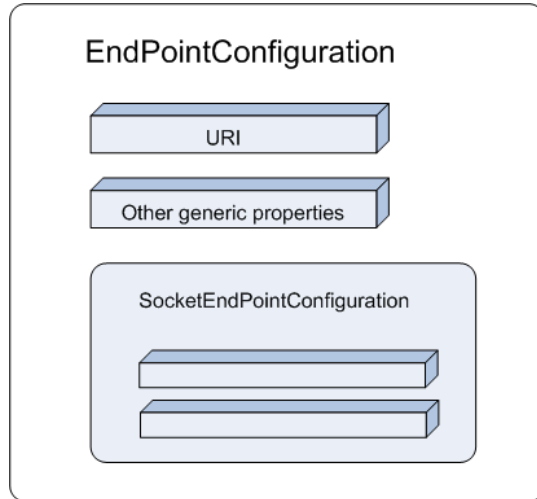 EndPointConfiguration
URI
Other generic properties
SocketEndPointConfiguration